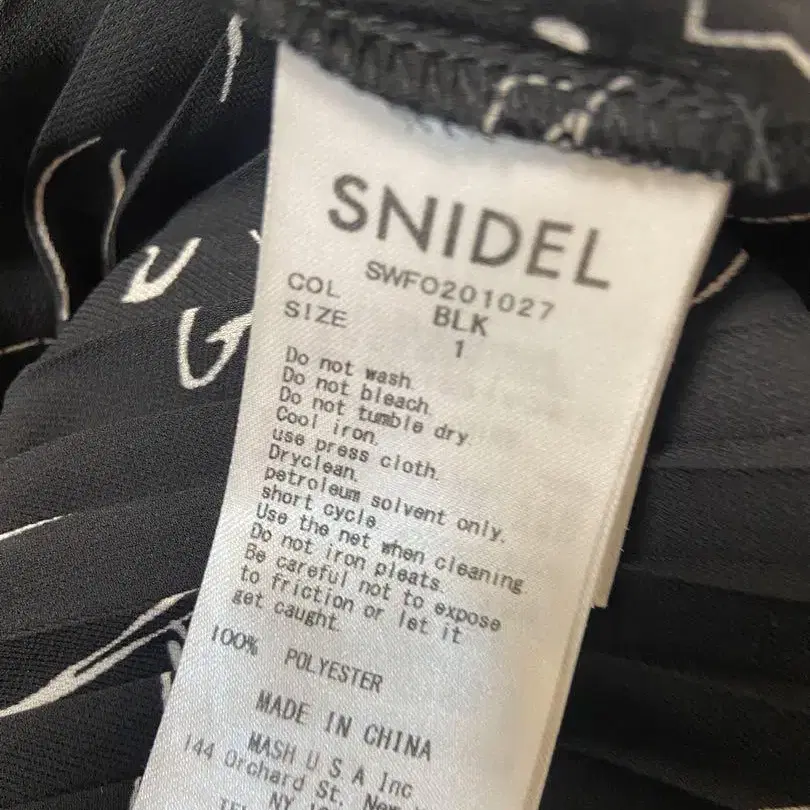 SNIDEL
SWFO201027
COL BLK
SIZE 1
Do not wash.
Do not bleach.
Do not tumble dry.
Cool iron.
use press cloth.
Dryclean.
petroleum solvent only.
short cycle.
Use the net when cleaning
Do not iron pleats.
Be careful not to expose
to friction or let it
get caught.
100% POLYESTER
MADE IN CHINA
MASH U S A Inc
144 Orchard St.
NY